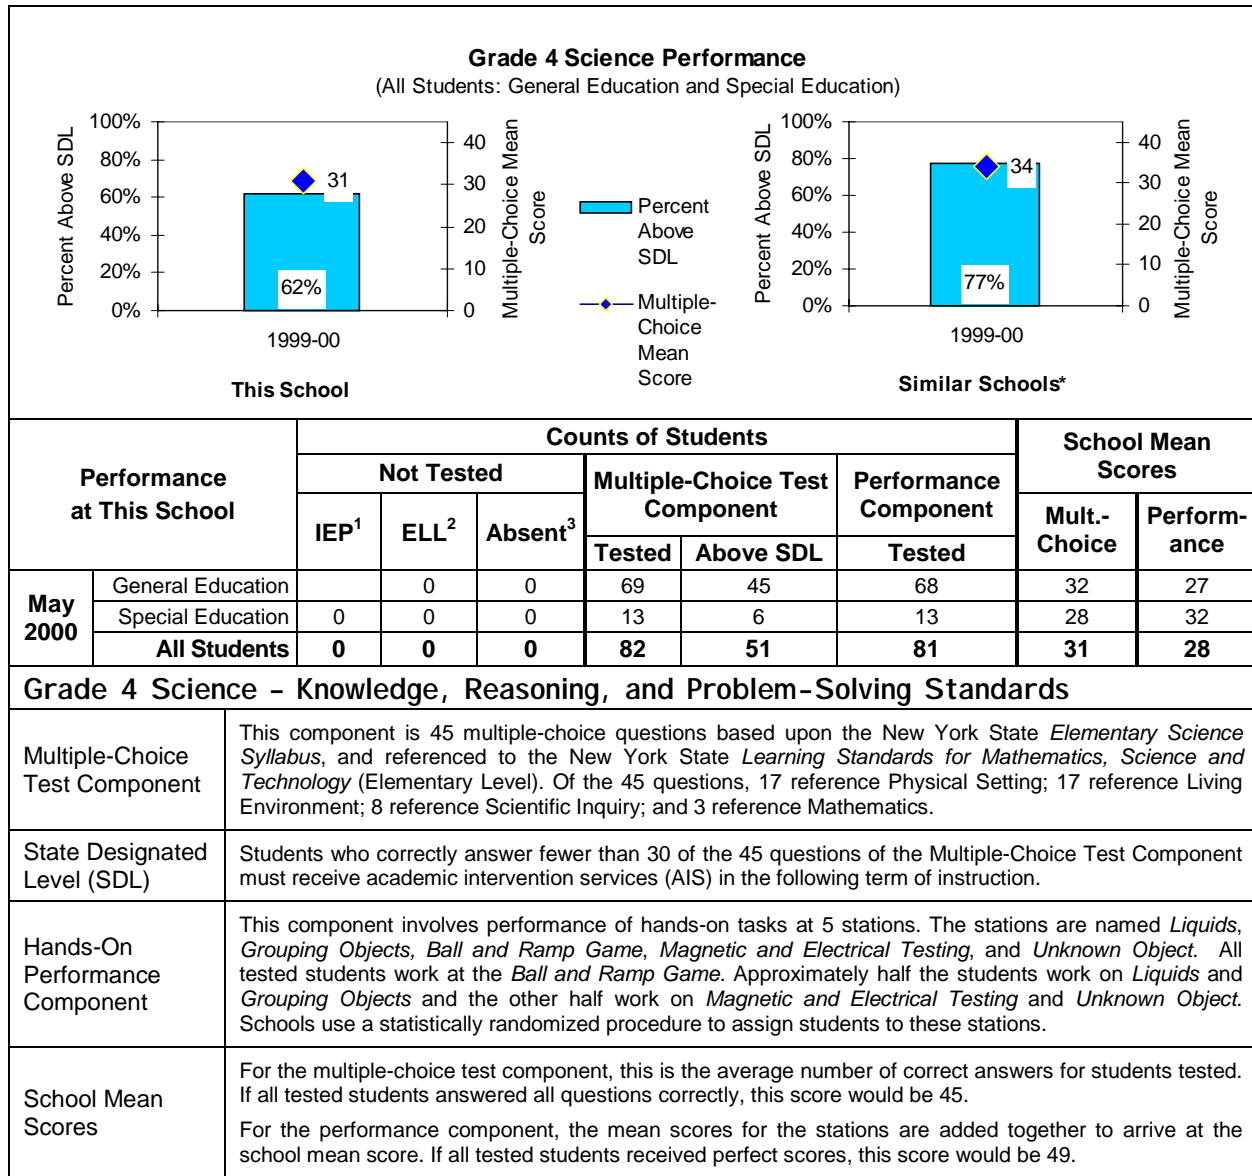 Grade 4 Science Performance
(All Students: General Education and Special Education)
Percent Above SDL
100%
80%
60%
40%
20%
0%
31
62%
40
30
20
10
0
Multiple-Choice Mean
Score
1999-00
This School
Percent
Above
SDL
Multiple-
Choice
Mean
Score
Percent Above SDL
100%
80%
60%
40%
20%
0%
34
77%
40
30
20
10
0
Multiple-Choice Mean
Score
1999-00
Similar Schools*
Performance
at This School
Counts of Students
School Mean
Scores
Not Tested
Multiple-Choice Test
Component
Performance
Component
IEP1
ELL2
Absent3
Mult.-
Choice
Perform-
ance
Tested
Above SDL
Tested
May
2000
General Education 0 0 69 45 68 32 27
Special Education 0 0 0 13 6 13 28 32
All Students 0 0 0 82 51 81 31 28
Grade 4 Science – Knowledge, Reasoning, and Problem-Solving Standards
Multiple-Choice
Test Component
This component is 45 multiple-choice questions based upon the New York State Elementary Science
Syllabus, and referenced to the New York State Learning Standards for Mathematics, Science and
Technology (Elementary Level). Of the 45 questions, 17 reference Physical Setting; 17 reference Living
Environment; 8 reference Scientific Inquiry; and 3 reference Mathematics.
State Designated
Level (SDL)
Students who correctly answer fewer than 30 of the 45 questions of the Multiple-Choice Test Component
must receive academic intervention services (AIS) in the following term of instruction.
Hands-On
Performance
Component
This component involves performance of hands-on tasks at 5 stations. The stations are named Liquids,
Grouping Objects, Ball and Ramp Game, Magnetic and Electrical Testing, and Unknown Object. All
tested students work at the Ball and Ramp Game. Approximately half the students work on Liquids and
Grouping Objects and the other half work on Magnetic and Electrical Testing and Unknown Object.
Schools use a statistically randomized procedure to assign students to these stations.
School Mean
Scores
For the multiple-choice test component, this is the average number of correct answers for students tested.
If all tested students answered all questions correctly, this score would be 45.
For the performance component, the mean scores for the stations are added together to arrive at the
school mean score. If all tested students received perfect scores, this score would be 49.